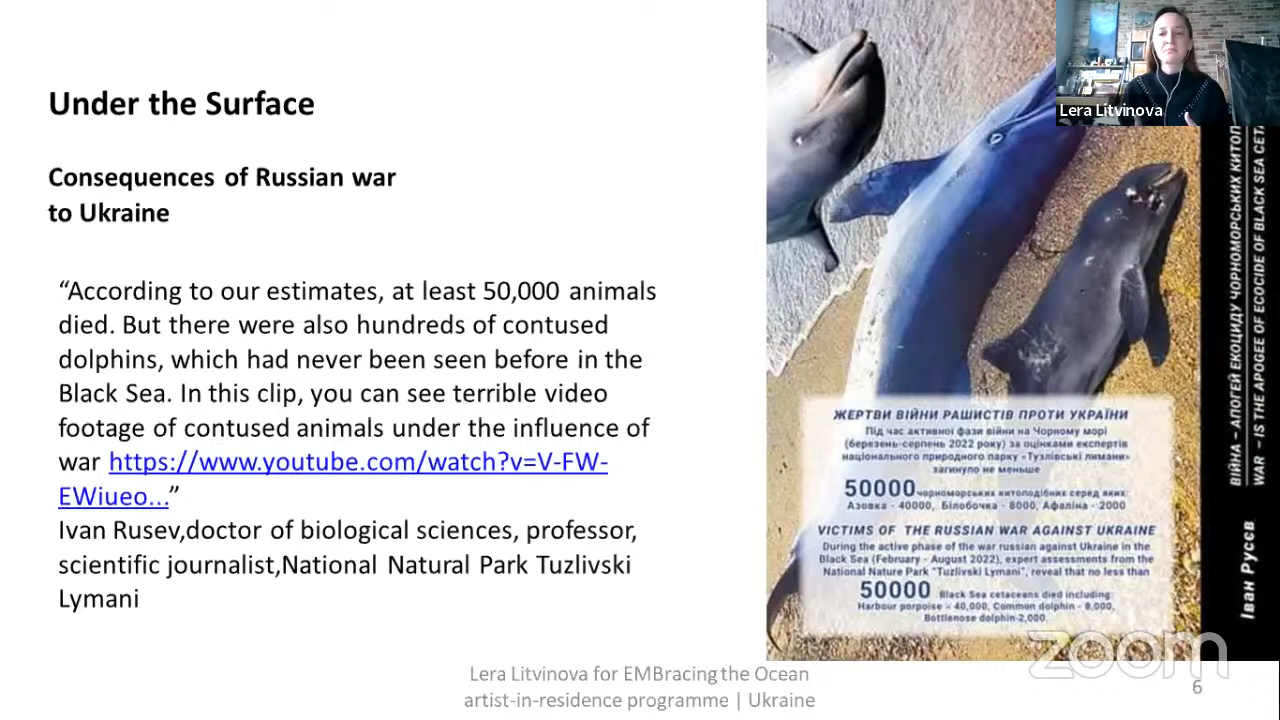 Under the Surface
Consequences of Russian war
to Ukraine
“According to our estimates, at least 50,000 animals
died. But there were also hundreds of contused
dolphins, which had never been seen before in the
Black Sea. In this clip, you can see terrible video
footage of contused animals under the influence of
war https://www.youtube.com/watch?v=V-FW-
EWiueo...”
Ivan Rusev,doctor of biological sciences, professor,
scientific journalist,National Natural Park Tuzlivski
Lymani
Lera Litvinova
ЖЕРТВИ ВІЙНИ РАШИСТІВ ПРОТИ УКРАЇНИ
Під час активної фази війни на Чорному морі
(березень-серпень 2022 року) за оцінками експертів
національного природного парку «Тузлівські лимани»
загинуло не меньше
50000 чорноморських китоподібних серед яких:
Азовка - 40000, Білобочка - 8000, Афаліна - 2000
VICTIMS OF THE RUSSIAN WAR AGAINST UKRAINE
During the active phase of the war russian against Ukraine in the
Black Sea (February - August 2022), expert assessments from the
National Nature Park "Tuzlivski Lymani", reveal that no less than
50000 Black Sea cetaceans died including:
Harbour porpoise - 40,000, Common dolphin - 8,000,
Bottlenose dolphin-2,000.
ВІЙНА – АПОГЕЙ ЕКОЦИДУ ЧОРНОМОРСЬКИХ
WAR – IS THE APOGEE OF ECOCIDE OF BLACK SEA
Іван Русєв
zoom
Lera Litvinova for EMBracing the Ocean
artist-in-residence programme | Ukraine
6